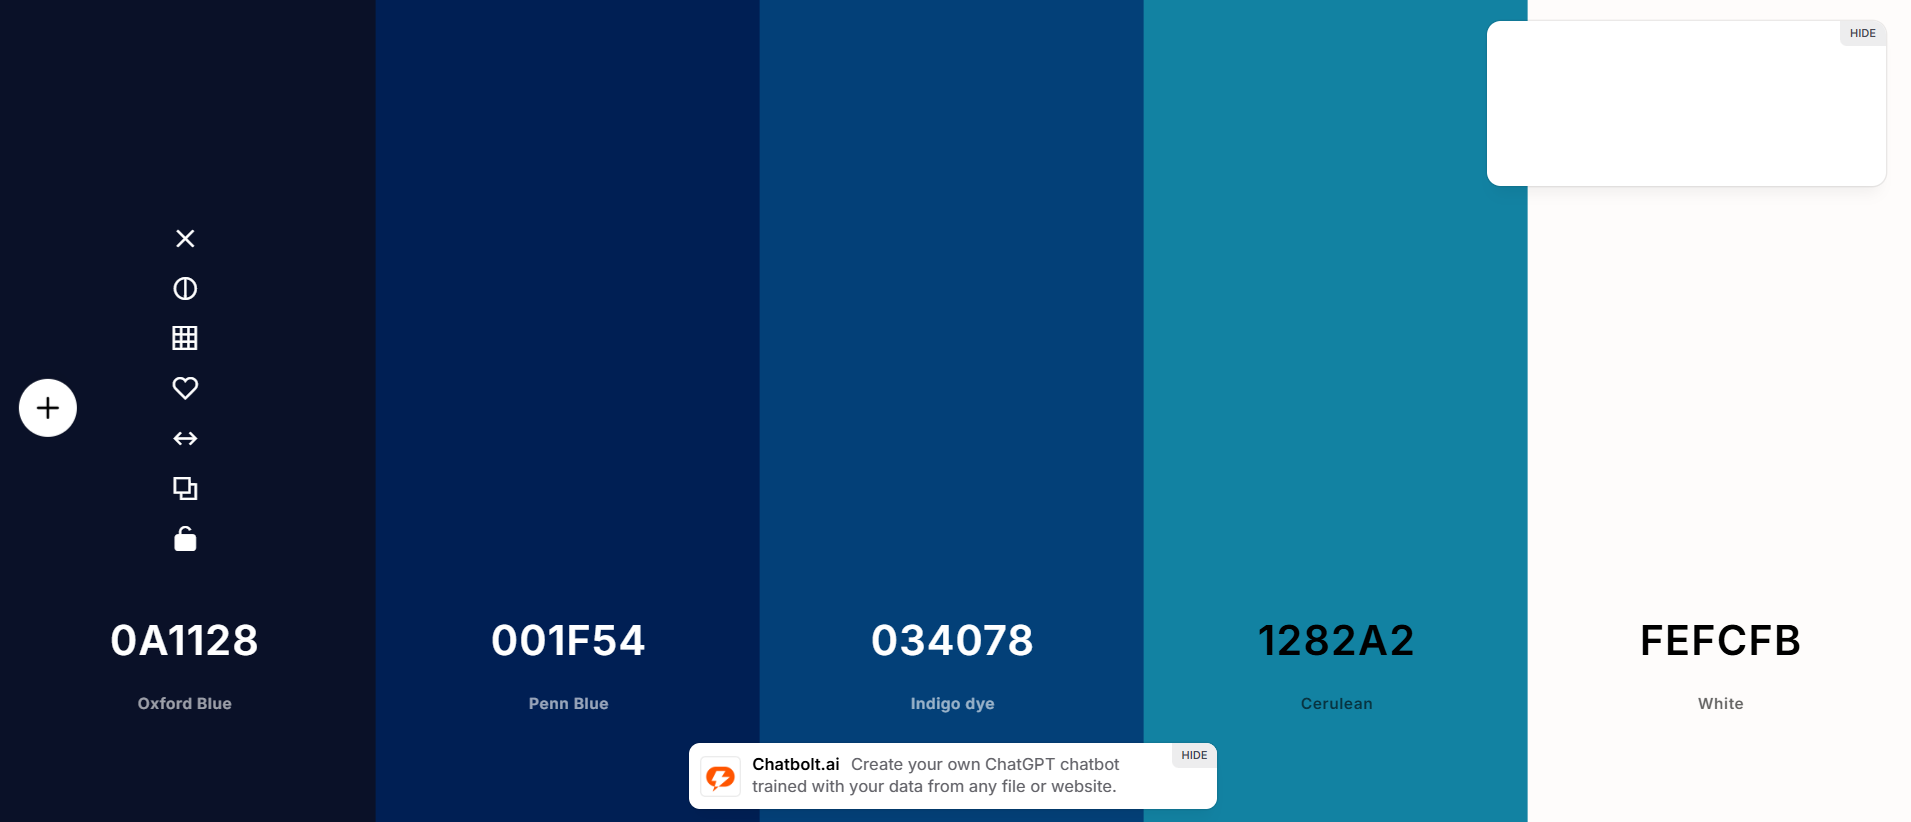 HIDE
0A1128
Oxford Blue
001F54
Penn Blue
034078
Indigo dye
1282A2
Cerulean
FEFCFB
White
Chatbolt.ai Create your own ChatGPT chatbot
trained with your data from any file or website.
HIDE